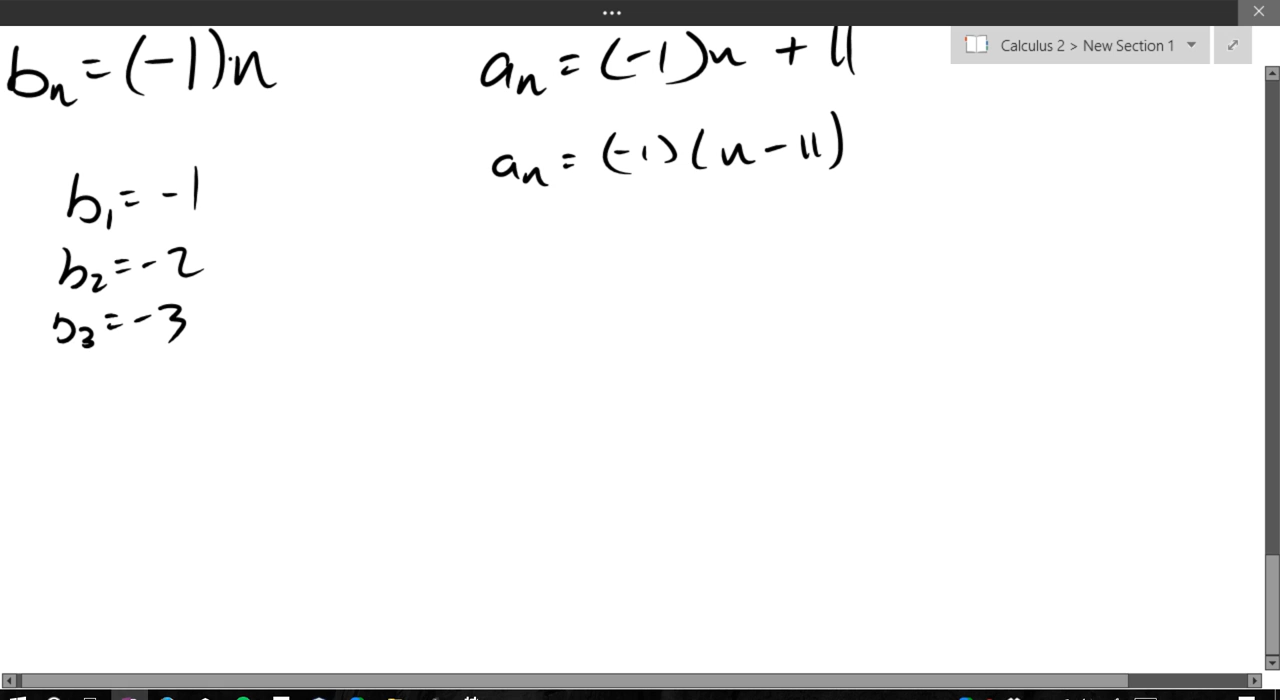 ...
Calculus 2 > New Section 1
bₙ = (-1)·n
aₙ = (-1)n + 11
aₙ = (-1)(n - 11)
b₁ = -1
b₂ = -2
b₃ = -3